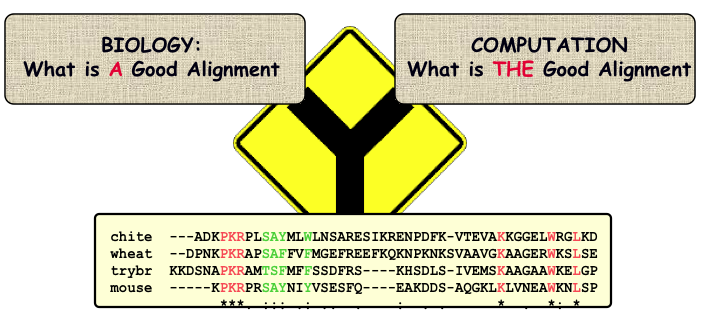 BIOLOGY:
What is A Good Alignment
COMPUTATION
What is THE Good Alignment
chite ---ADKPKRPLSAYMLWLNSARESIKRENPDFK-VTEVAKKGGELWRGLKD
wheat --DPNKPKRAPSAFFVFMGEFREEFKQKNPKNKSVAAVGKAAGERWKSLSE
trybr KKDSNAPKRAMTSFMFFSSDFRS----KHSDLS-IVEMSKAAGAAWKELGP
mouse -----KPKRPRSAYNIYVSESFQ----EAKDDS-AQGKLKLVNEAWKNLSP
***. .:: : . . . . . * . *: *